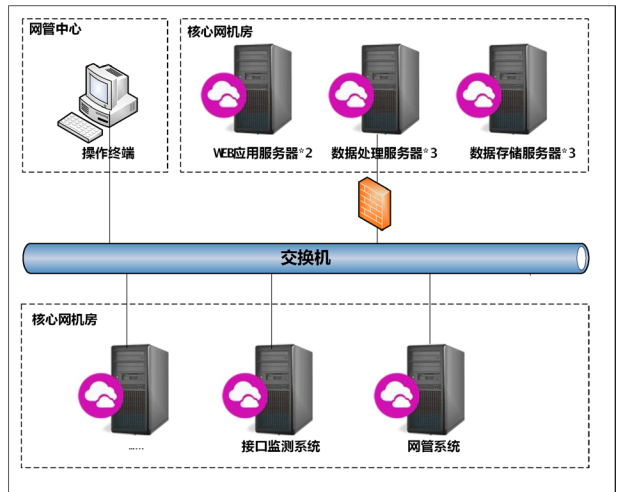 网管中心
核心网机房
操作终端
WEB应用服务器*2
数据处理服务器*3
数据存储服务器*3
交换机
核心网机房
……
接口监测系统
网管系统